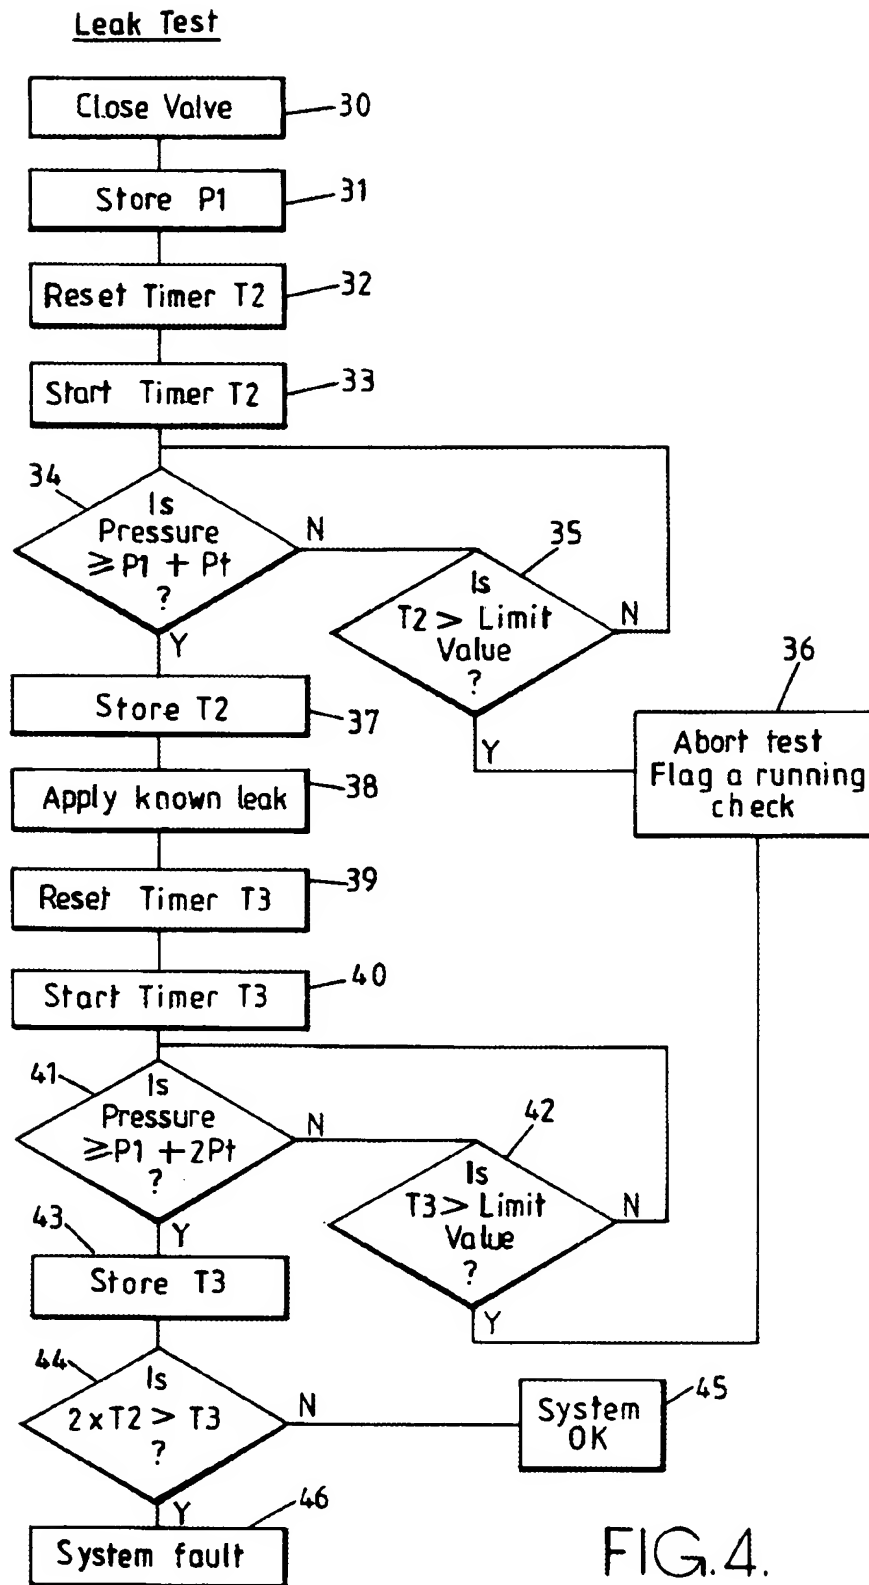 Leak Test
Close Valve
30
Store P1
31
Reset Timer T2
32
Start Timer T2
33
34
Is
Pressure
≥ P1 + Pt
?
N
Y
35
Is
T2 > Limit
Value
?
N
Y
36
Abort test
Flag a running
check
Store T2
37
Apply known leak
38
Reset Timer T3
39
Start Timer T3
40
41
Is
Pressure
≥P1 + 2Pt
?
N
Y
42
Is
T3 > Limit
Value
?
N
Y
43
Store T3
44
Is
2 x T2 > T3
?
N
Y
System
OK
45
46
System fault
FIG.4.